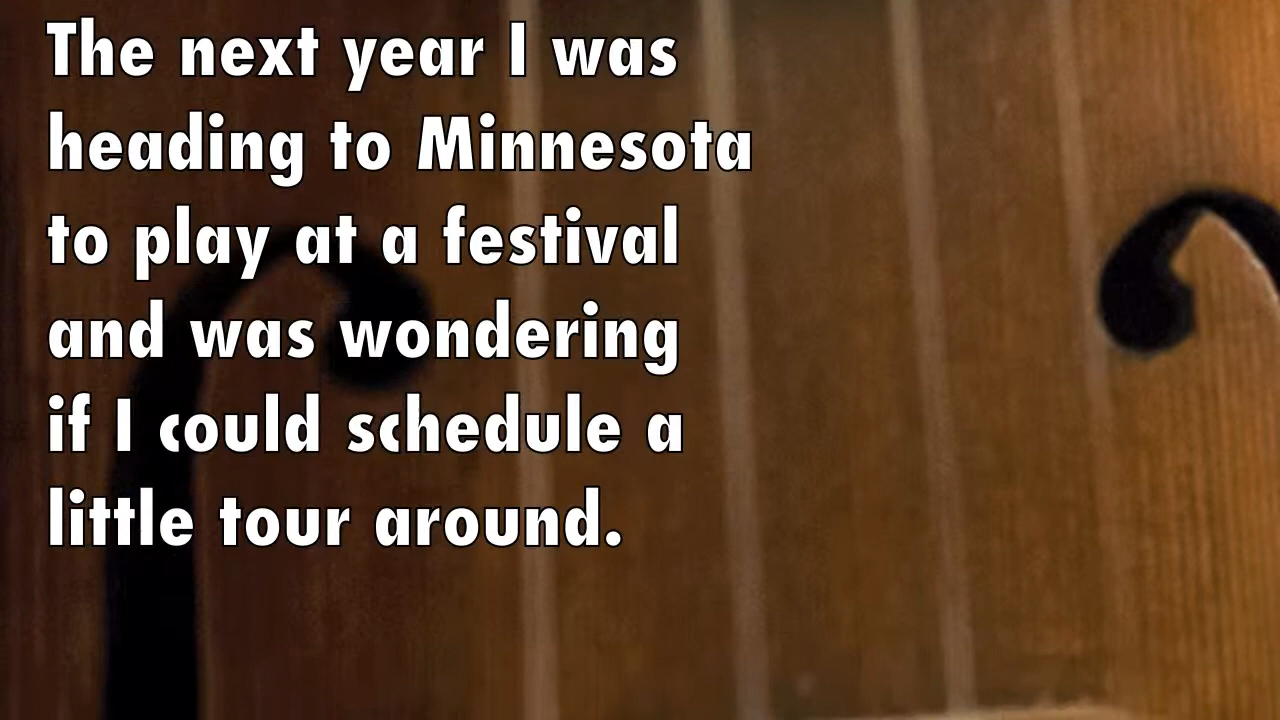 The next year I was
heading to Minnesota
to play at a festival
and was wondering
if I could schedule a
little tour around.